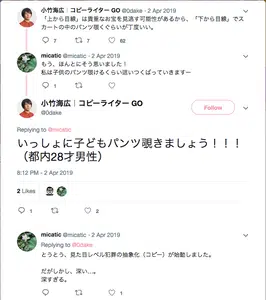 小竹海広｜コピーライター GO @0dake · 2 Apr 2019
「上から目線」は貴重なお宝を見逃す可能性があるから、「下から目線」でス
カートの中のパンツ覗くぐらいが丁度いい。
7 7 62
micatic @micatic · 2 Apr 2019
もう、ほんとにそう思いました！
私は子供のパンツ覗けるくらい這いつくばっていきますー
1 1
小竹海広｜コピーライター GO
@0dake
Follow
Replying to @micatic
いっしょに子どもパンツ覗きましょう！！！
（都内28才男性）
8:12 PM - 2 Apr 2019
2 Likes
1 2
micatic @micatic · 2 Apr 2019
Replying to @0dake
とうとう、見た目レベル犯罪の抽象化（コピー）が始動しました。
だがしかし、深い…。
深すぎる。
1